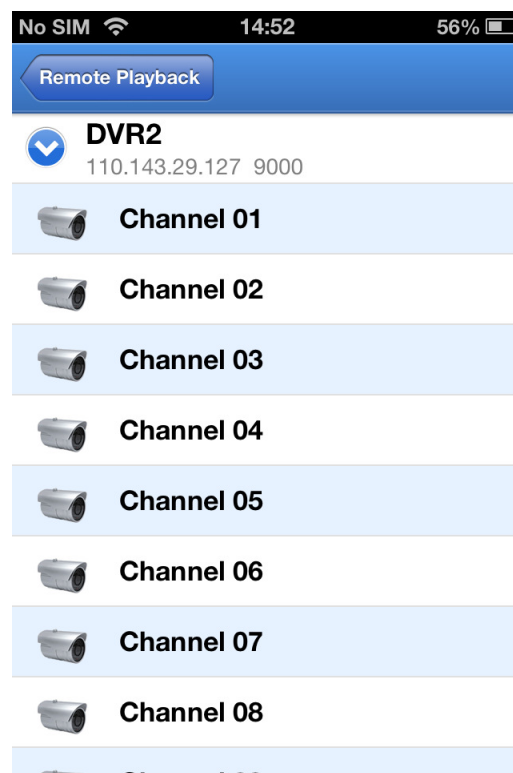 No SIM 14:52 56%
Remote Playback
DVR2
110.143.29.127 9000
Channel 01
Channel 02
Channel 03
Channel 04
Channel 05
Channel 06
Channel 07
Channel 08